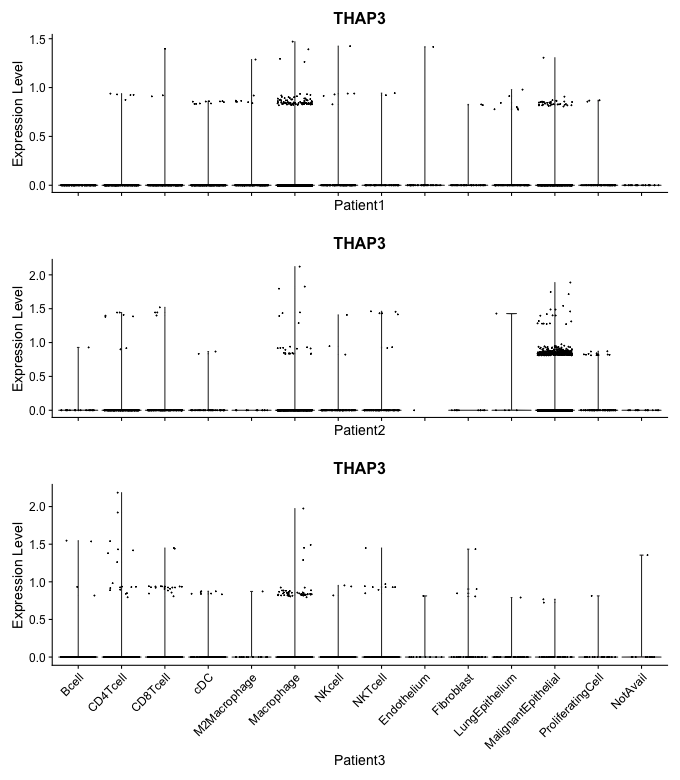 THAP3
Expression Level
1.5
1.0
0.5
0.0
Patient1
THAP3
Expression Level
2.0
1.5
1.0
0.5
0.0
Patient2
THAP3
Expression Level
2.0
1.5
1.0
0.5
0.0
Bcell
CD4Tcell
CD8Tcell
cDC
M2Macrophage
Macrophage
NKcell
NKTcell
Endothelium
Fibroblast
LungEpithelium
MalignantEpithelial
ProliferatingCell
NotAvail
Patient3